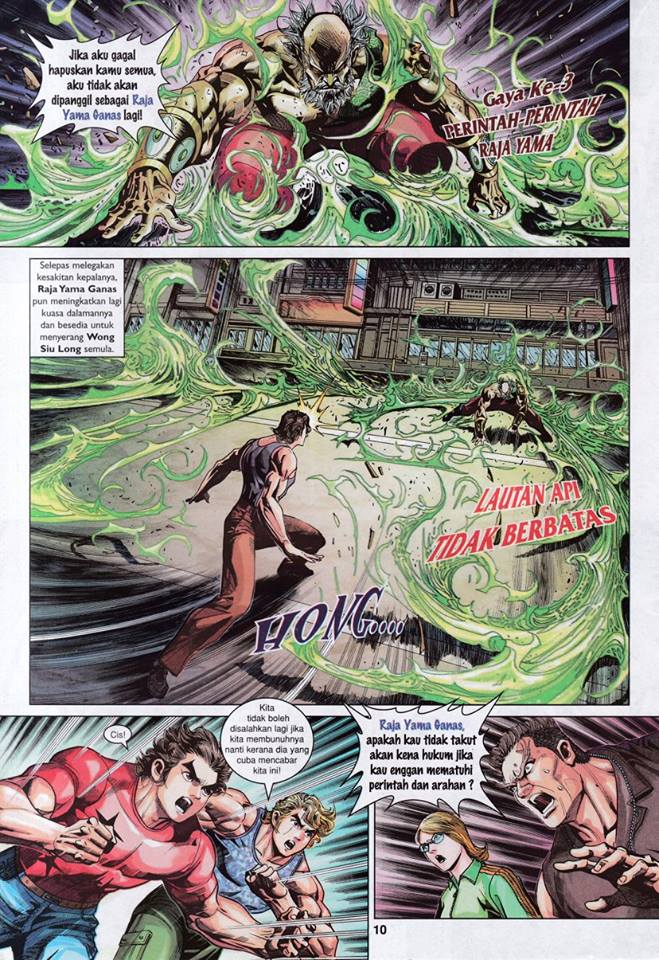 Jika aku gagal
hapuskan kamu semua,
aku tidak akan
dipanggil sebagai Raja
Yama Ganas lagi!
Gaya Ke-3
PERINTAH-PERINTAH
RAJA YAMA
Selepas melegakan
kesakitan kepalanya,
Raja Yama Ganas
pun meningkatkan lagi
kuasa dalamannya
dan besedia untuk
menyerang Wong
Siu Long semula.
LAUTAN API
TIDAK BERBATAS
HONGOOOO
Cis!
Kita
tidak boleh
disalahkan lagi jika
kita membunuhnya
nanti kerana dia yang
cuba mencabar
kita ini!
Raja Yama Ganas,
apakah kau tidak takut
akan kena hukum jika
kau enggan mematuhi
perintah dan arahan ?
10